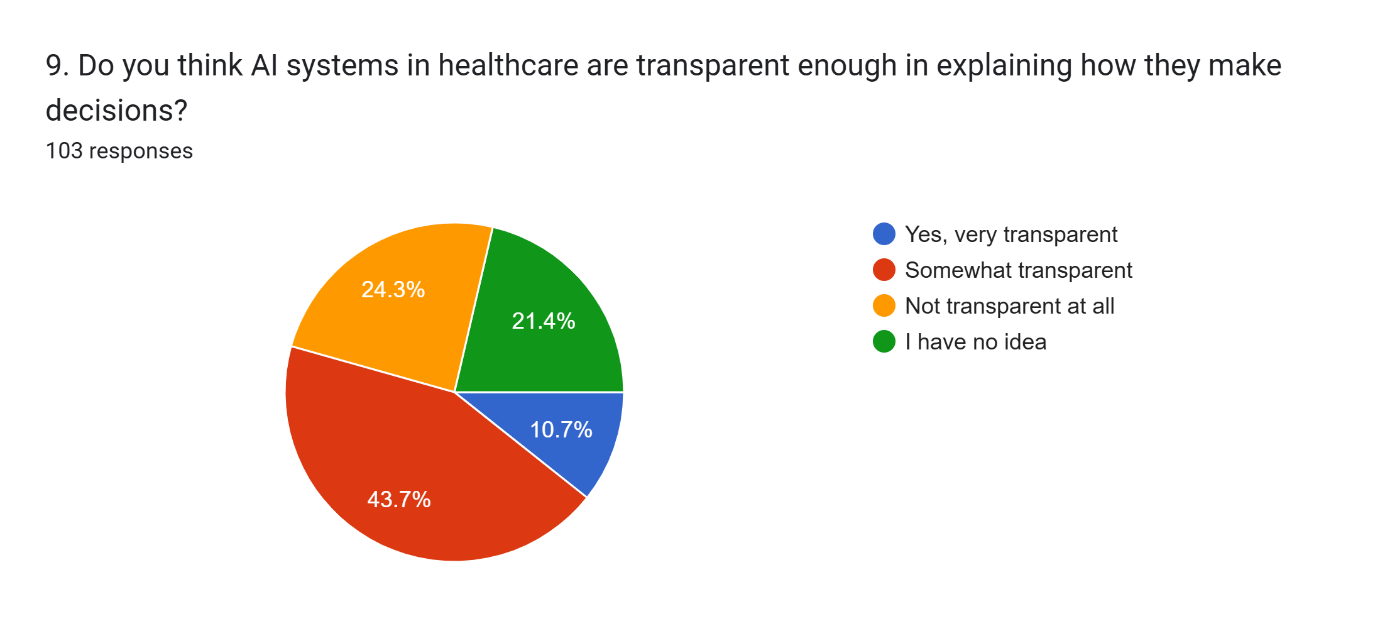 9. Do you think AI systems in healthcare are transparent enough in explaining how they make
decisions?
103 responses
24.3%
21.4%
10.7%
43.7%
Yes, very transparent
Somewhat transparent
Not transparent at all
I have no idea